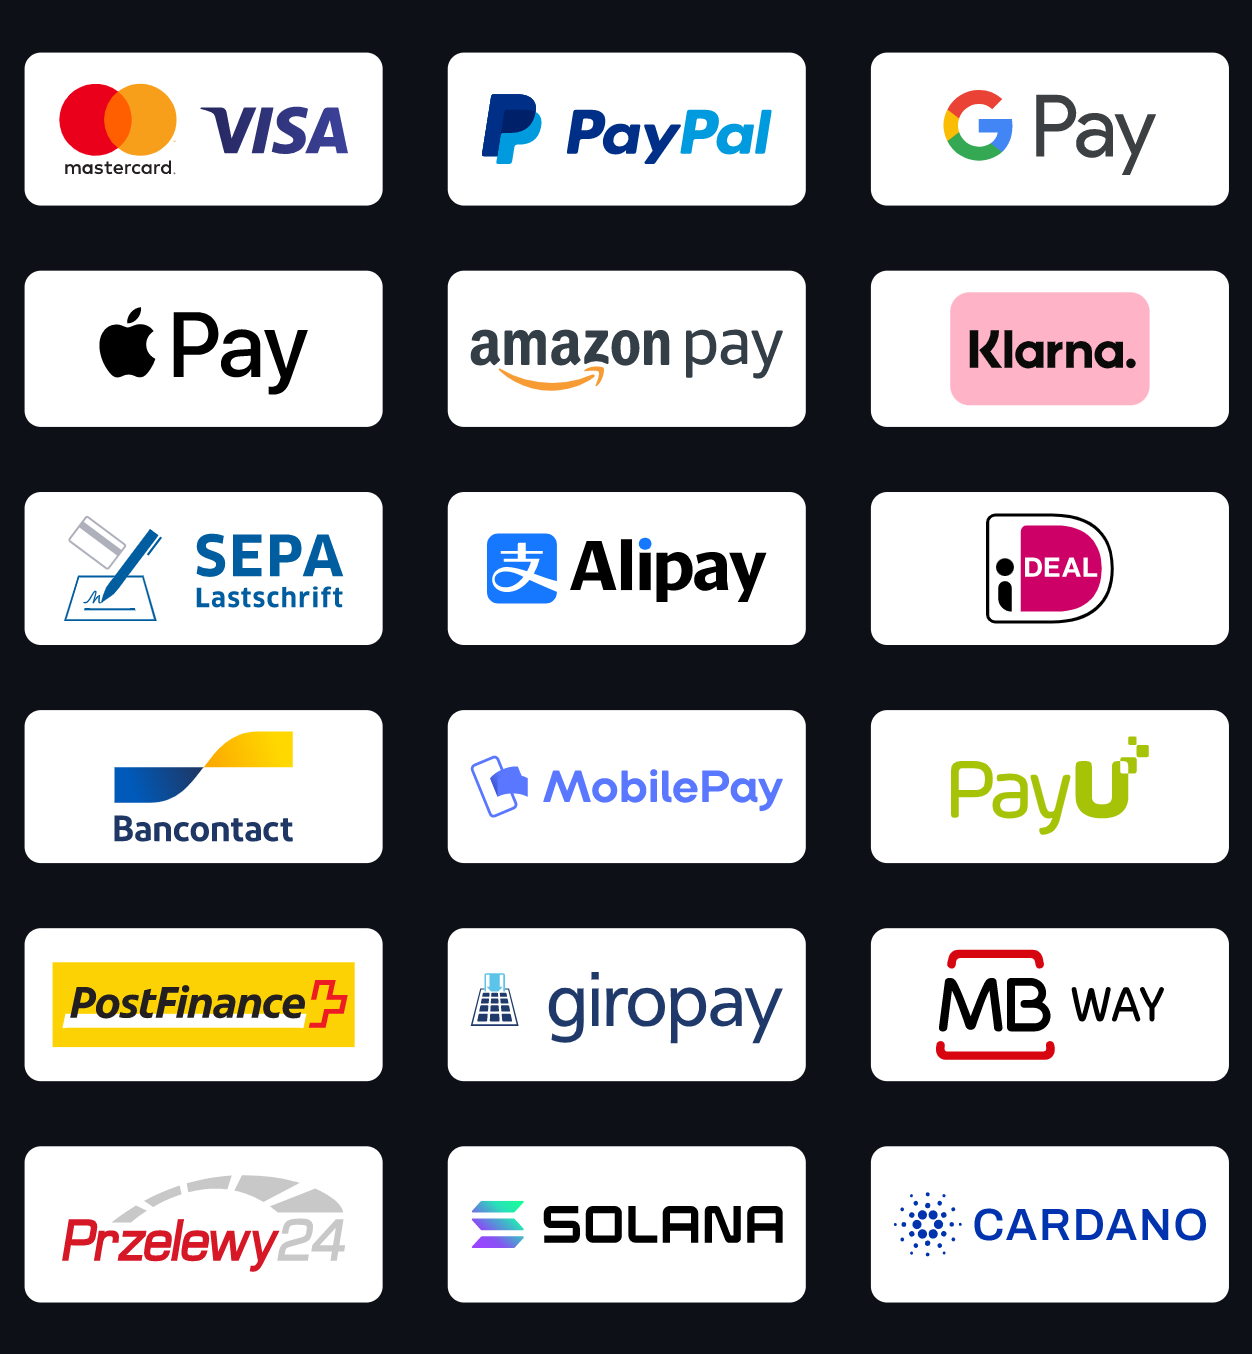 mastercard VISA
PayPal
G Pay
Pay
amazon pay
Klarna.
SEPA
Lastschrift
支 Alipay
iDEAL
Bancontact
MobilePay
PayU
PostFinance
giropay
MB WAY
Przelewy24
SOLANA
CARDANO